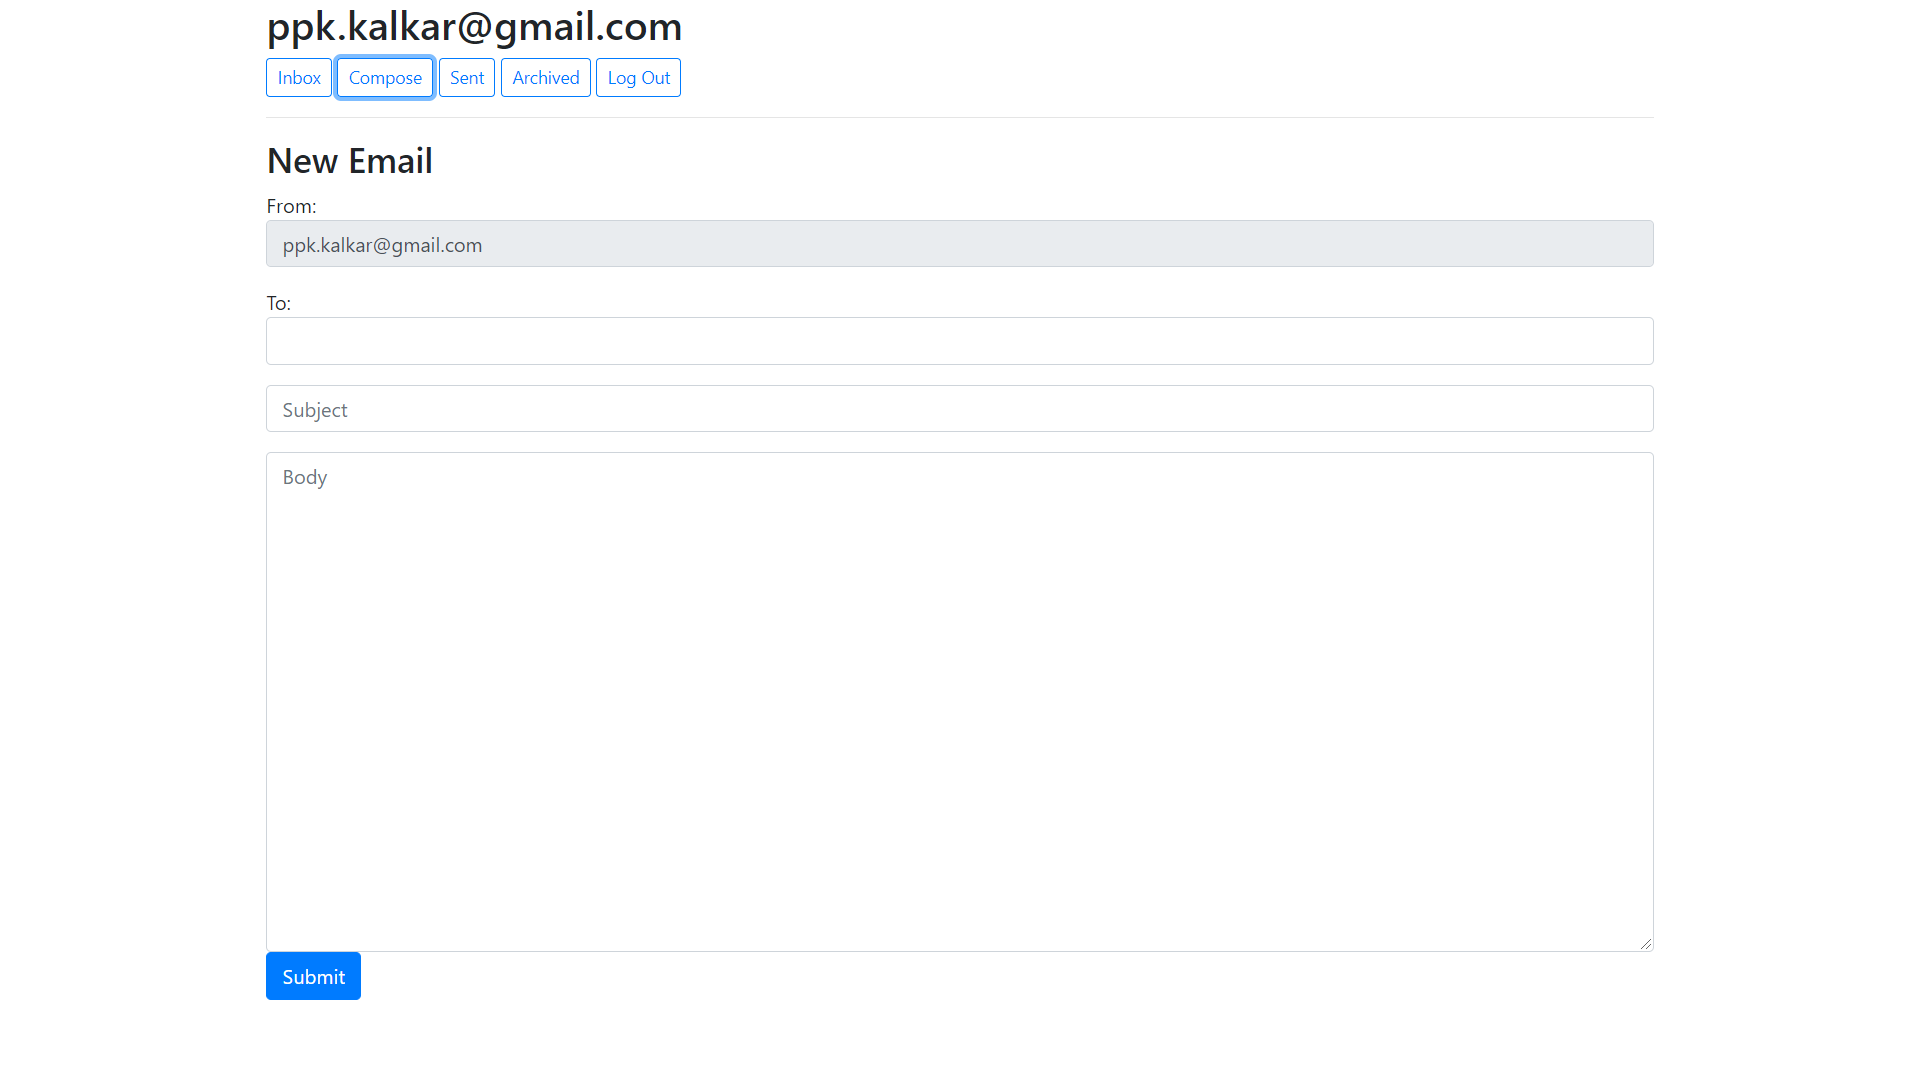 ppk.kalkar@gmail.com
Inbox Compose Sent Archived Log Out
New Email
From:
ppk.kalkar@gmail.com
To:
Subject
Body
Submit